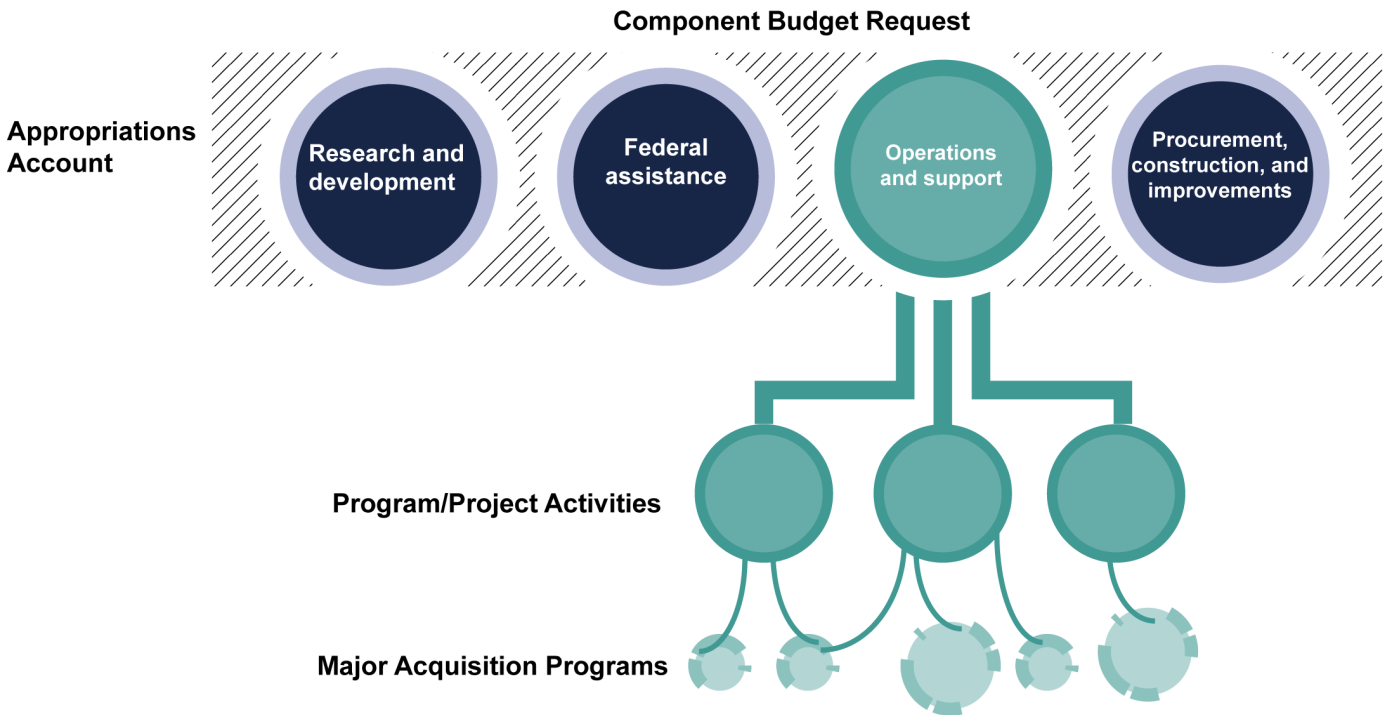 Component Budget Request
Appropriations
Account
Research and
development
Federal
assistance
Operations
and support
Procurement,
construction, and
improvements
Program/Project Activities
Major Acquisition Programs